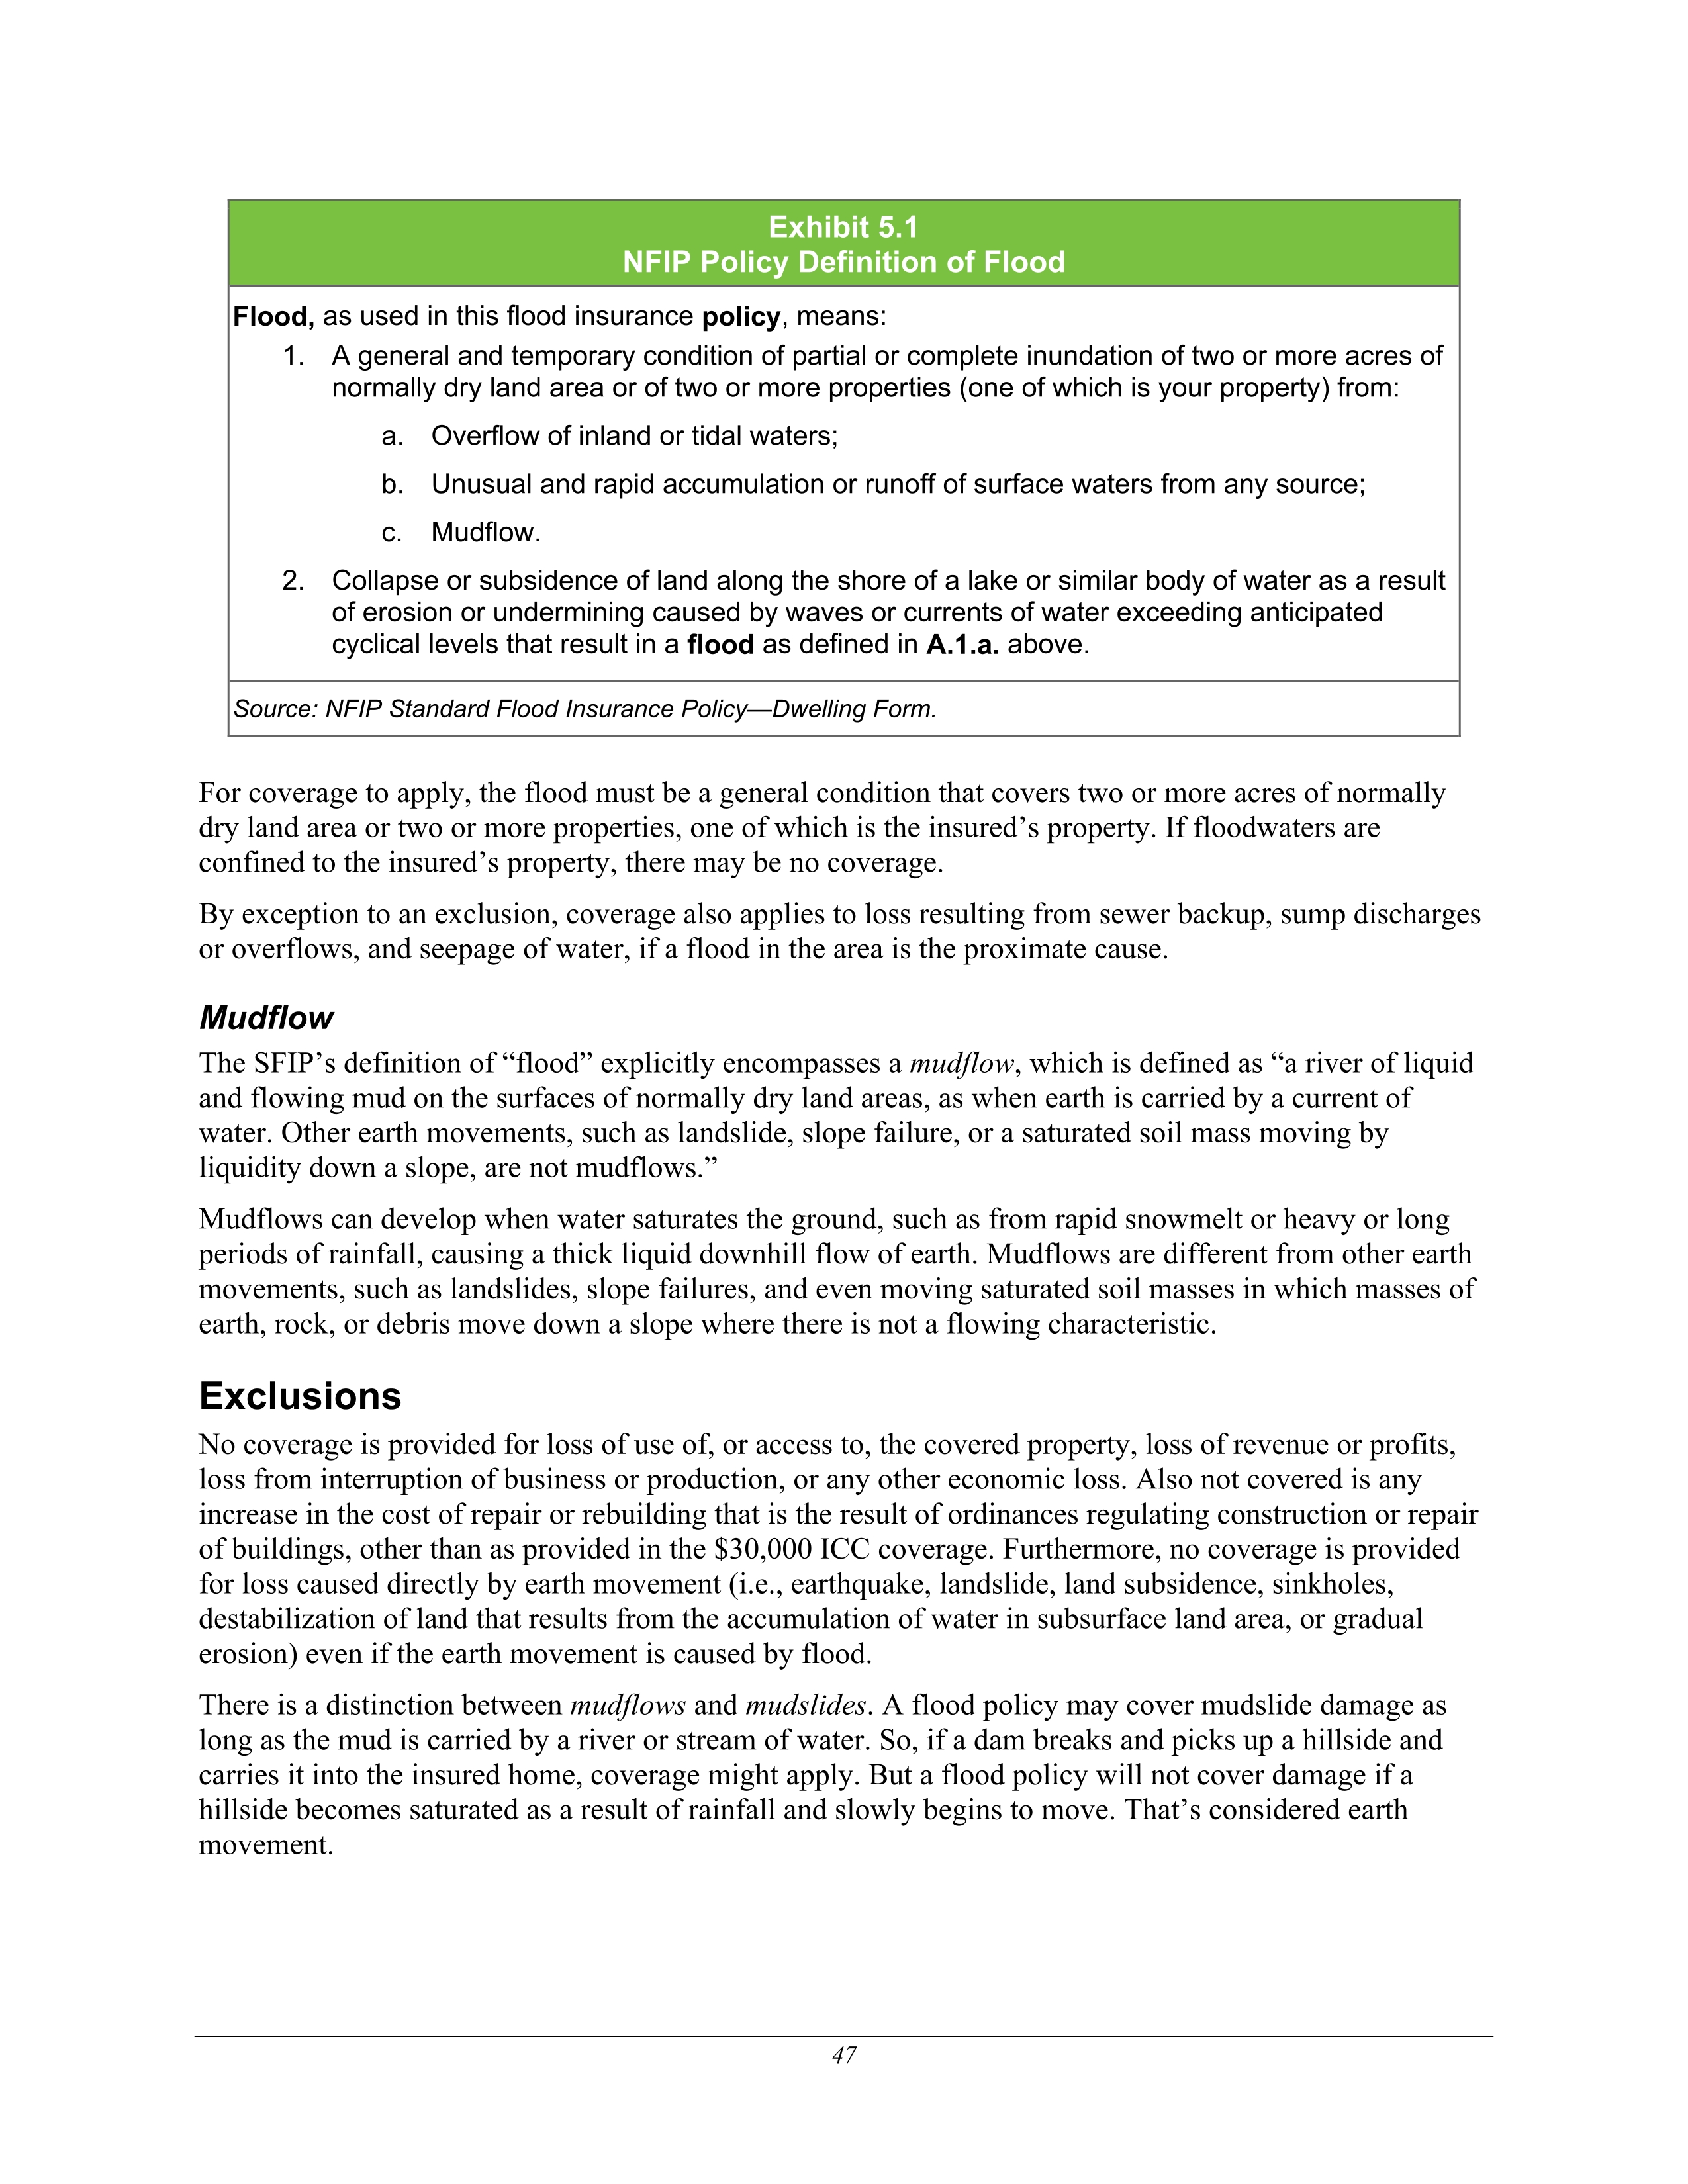 Exhibit 5.1
NFIP Policy Definition of Flood
Flood, as used in this flood insurance policy, means:
1. A general and temporary condition of partial or complete inundation of two or more acres of
normally dry land area or of two or more properties (one of which is your property) from:
a. Overflow of inland or tidal waters;
b. Unusual and rapid accumulation or runoff of surface waters from any source;
c. Mudflow.
2. Collapse or subsidence of land along the shore of a lake or similar body of water as a result
of erosion or undermining caused by waves or currents of water exceeding anticipated
cyclical levels that result in a flood as defined in A.1.a. above.
Source: NFIP Standard Flood Insurance Policy—Dwelling Form.
For coverage to apply, the flood must be a general condition that covers two or more acres of normally
dry land area or two or more properties, one of which is the insured’s property. If floodwaters are
confined to the insured’s property, there may be no coverage.
By exception to an exclusion, coverage also applies to loss resulting from sewer backup, sump discharges
or overflows, and seepage of water, if a flood in the area is the proximate cause.
Mudflow
The SFIP’s definition of “flood” explicitly encompasses a mudflow, which is defined as “a river of liquid
and flowing mud on the surfaces of normally dry land areas, as when earth is carried by a current of
water. Other earth movements, such as landslide, slope failure, or a saturated soil mass moving by
liquidity down a slope, are not mudflows.”
Mudflows can develop when water saturates the ground, such as from rapid snowmelt or heavy or long
periods of rainfall, causing a thick liquid downhill flow of earth. Mudflows are different from other earth
movements, such as landslides, slope failures, and even moving saturated soil masses in which masses of
earth, rock, or debris move down a slope where there is not a flowing characteristic.
Exclusions
No coverage is provided for loss of use of, or access to, the covered property, loss of revenue or profits,
loss from interruption of business or production, or any other economic loss. Also not covered is any
increase in the cost of repair or rebuilding that is the result of ordinances regulating construction or repair
of buildings, other than as provided in the $30,000 ICC coverage. Furthermore, no coverage is provided
for loss caused directly by earth movement (i.e., earthquake, landslide, land subsidence, sinkholes,
destabilization of land that results from the accumulation of water in subsurface land area, or gradual
erosion) even if the earth movement is caused by flood.
There is a distinction between mudflows and mudslides. A flood policy may cover mudslide damage as
long as the mud is carried by a river or stream of water. So, if a dam breaks and picks up a hillside and
carries it into the insured home, coverage might apply. But a flood policy will not cover damage if a
hillside becomes saturated as a result of rainfall and slowly begins to move. That’s considered earth
movement.
47